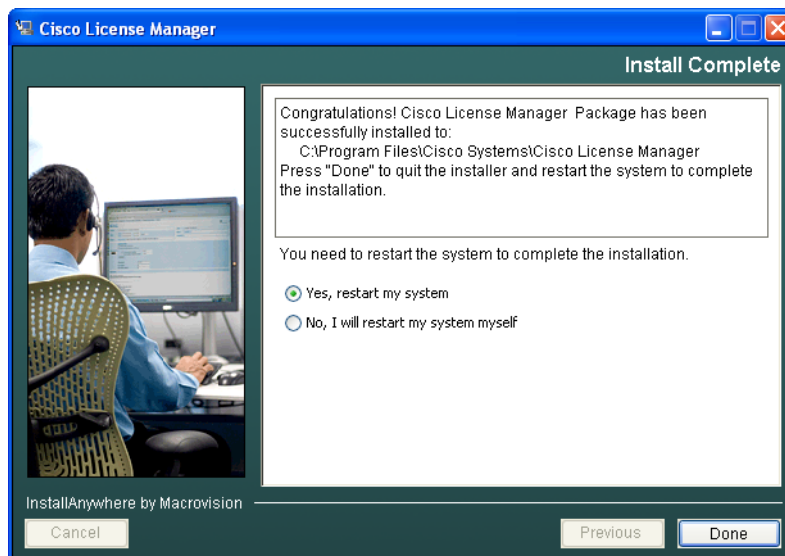 Cisco License Manager
Install Complete
Congratulations! Cisco License Manager Package has been
successfully installed to:
C:\Program Files\Cisco Systems\Cisco License Manager
Press "Done" to quit the installer and restart the system to complete
the installation.
You need to restart the system to complete the installation.
Yes, restart my system
No, I will restart my system myself
InstallAnywhere by Macrovision
Cancel
Previous
Done